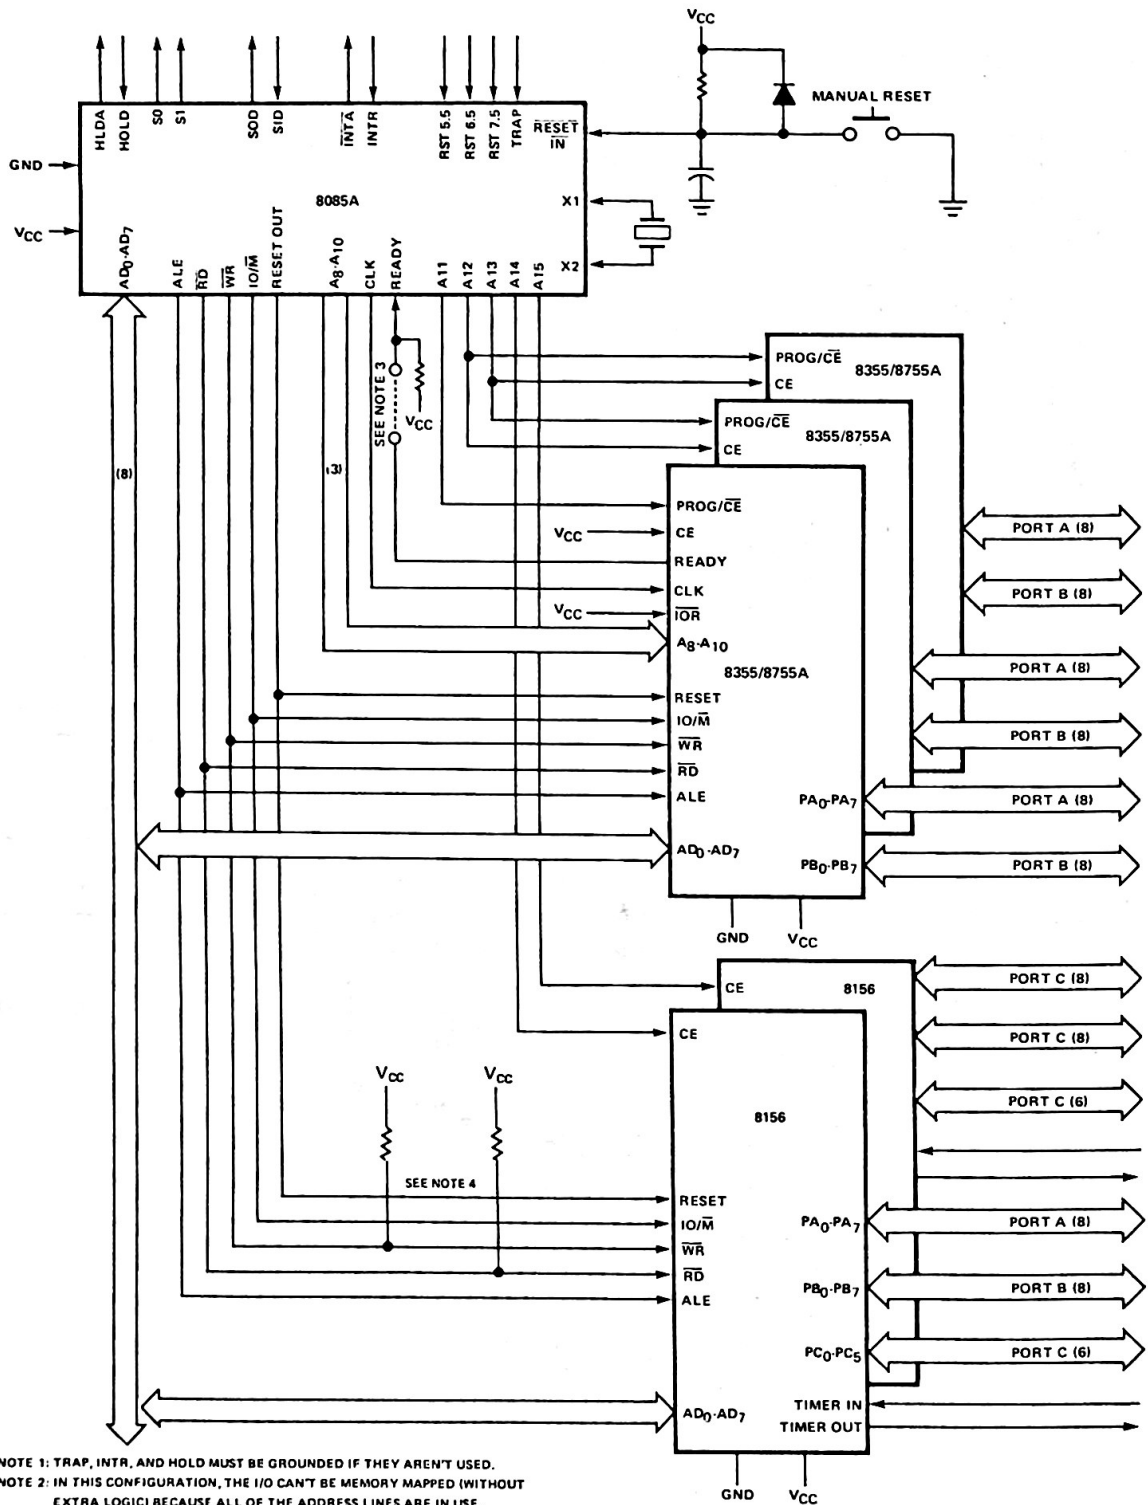 VCC
HLDA
HOLD
S0
S1
SOD
SID
INTA
INTR
RST 5.5
RST 6.5
RST 7.5
TRAP
RESET
IN
MANUAL RESET
GND
8085A
X1
VCC
X2
AD0-AD7
ALE
RD
WR
IO/M
RESET OUT
A8-A10
CLK
READY
A11
A12
A13
A14
A15
PROG/CE
8355/8755A
CE
SEE NOTE 3
VCC
PROG/CE
8355/8755A
CE
(8)
(3)
PROG/CE
VCC
CE
READY
CLK
VCC
IOR
A8-A10
8355/8755A
RESET
IO/M
WR
RD
ALE
AD0-AD7
PA0-PA7
PB0-PB7
PORT A (8)
PORT B (8)
PORT A (8)
PORT B (8)
PORT A (8)
PORT B (8)
GND
VCC
CE
8156
PORT C (8)
PORT C (8)
PORT C (6)
CE
8156
VCC
VCC
SEE NOTE 4
RESET
IO/M
WR
RD
ALE
AD0-AD7
PA0-PA7
PORT A (8)
PB0-PB7
PORT B (8)
PC0-PC5
PORT C (6)
TIMER IN
TIMER OUT
GND
VCC
NOTE 1: TRAP, INTR, AND HOLD MUST BE GROUNDED IF THEY AREN'T USED.
NOTE 2: IN THIS CONFIGURATION, THE I/O CAN'T BE MEMORY MAPPED (WITHOUT
EXTRA LOGIC) BECAUSE ALL OF THE ADDRESS LINES ARE IN USE